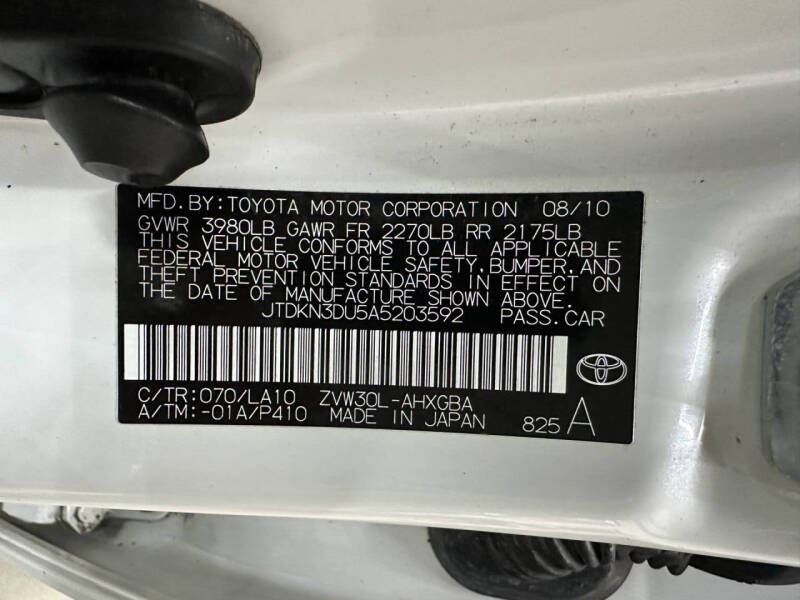 MFD.BY:TOYOTA MOTOR CORPORATION 08/10
GVWR 3980LB GAWR FR 2270LB RR 2175LB
THIS VEHICLE CONFORMS TO ALL APPLICABLE
FEDERAL MOTOR VEHICLE SAFETY,BUMPER,AND
THEFT PREVENTION STANDARDS IN EFFECT ON
THE DATE OF MANUFACTURE SHOWN ABOVE.
JTDKN3DU5A5203592 PASS.CAR
C/TR:070/LA10 ZVW30L-AHXGBA
A/TM:-01A/P410 MADE IN JAPAN
825 A